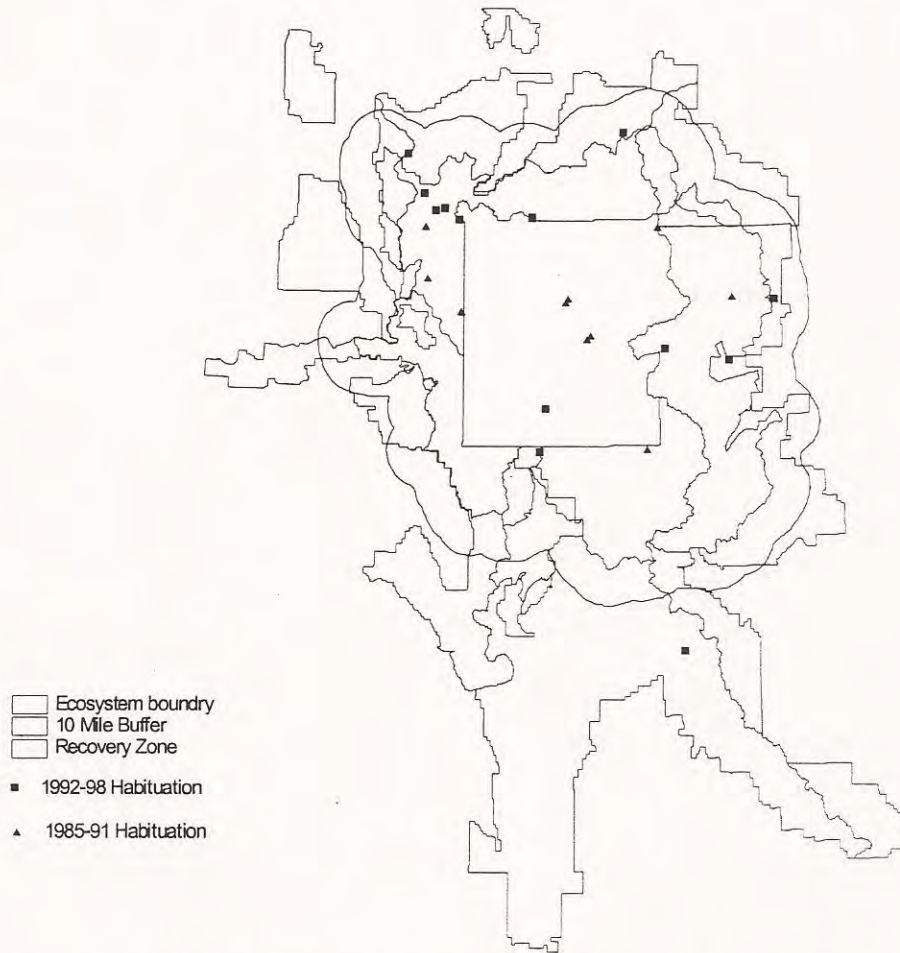 Ecosystem boundry
10 Mile Buffer
Recovery Zone
1992-98 Habituation
1985-91 Habituation